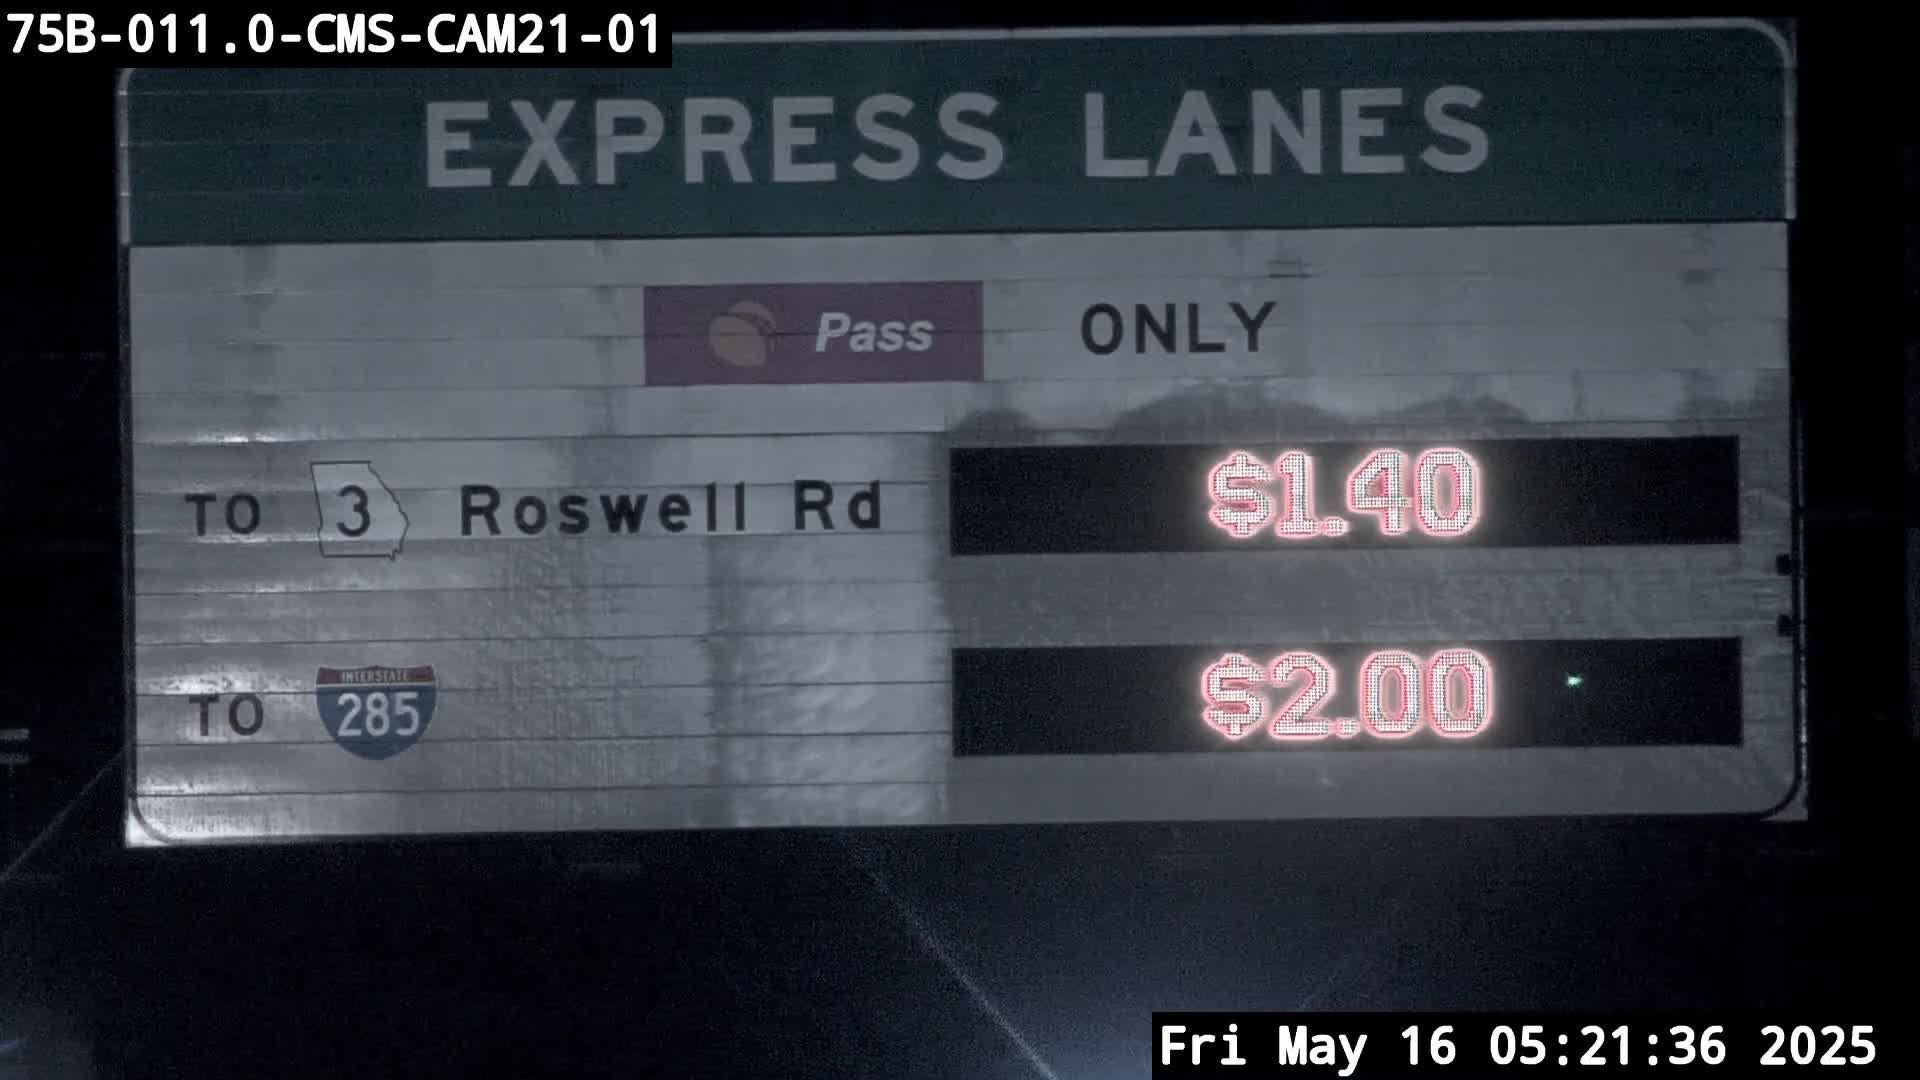 75B-011.0-CMS-CAM21-01
EXPRESS LANES
Pass ONLY
TO 3 Roswell Rd $1.40
TO INTERSTATE 285 $2.00
Fri May 16 05:21:36 2025